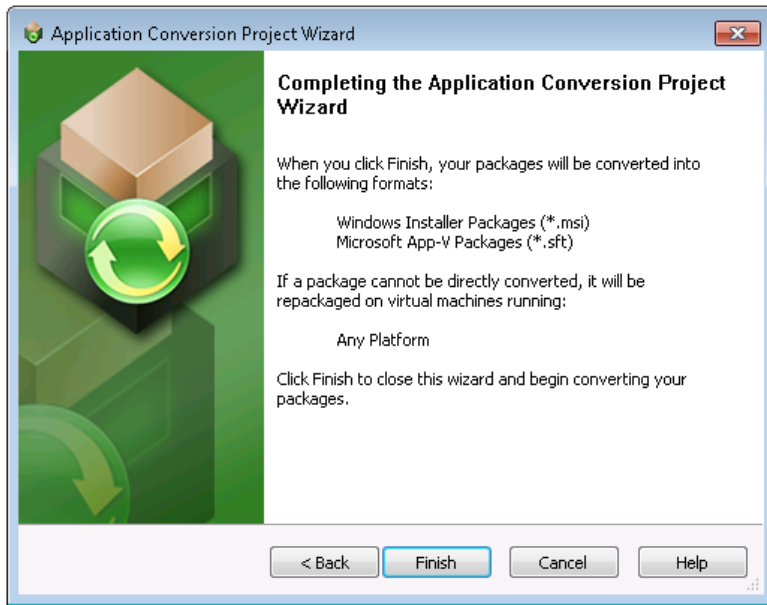 Application Conversion Project Wizard
Completing the Application Conversion Project
Wizard
When you click Finish, your packages will be converted into
the following formats:
Windows Installer Packages (*.msi)
Microsoft App-V Packages (*.sft)
If a package cannot be directly converted, it will be
repackaged on virtual machines running:
Any Platform
Click Finish to close this wizard and begin converting your
packages.
< Back Finish Cancel Help